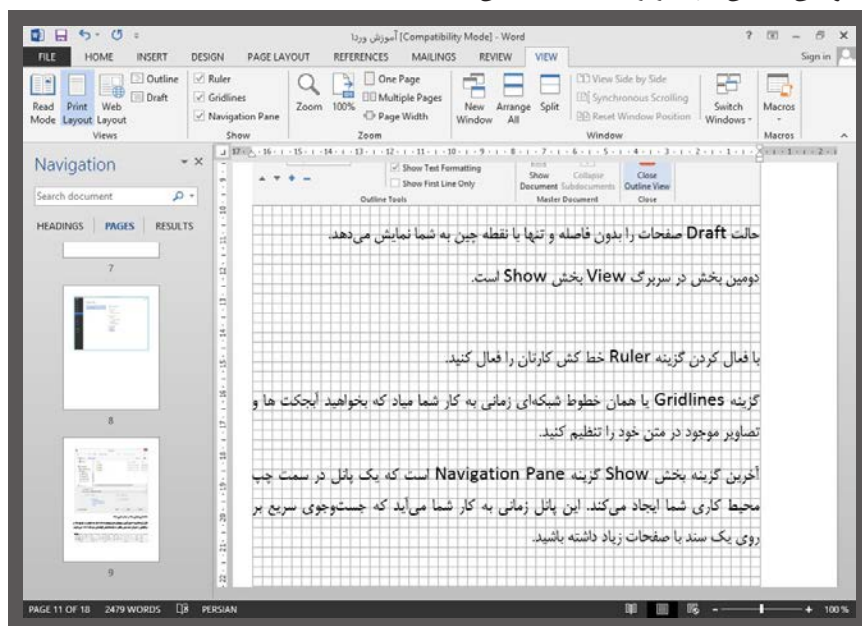 آموزش وردا [Compatibility Mode] - Word
FILE HOME INSERT DESIGN PAGE LAYOUT REFERENCES MAILINGS REVIEW VIEW Sign in
Read Mode
Print Layout
Web Layout
Outline
Draft
Views
Ruler
Gridlines
Navigation Pane
Show
Zoom
100%
One Page
Multiple Pages
Page Width
Zoom
New Window
Arrange All
Split
View Side by Side
Synchronous Scrolling
Reset Window Position
Window
Switch Windows
Macros
Macros
Navigation
Search document
HEADINGS PAGES RESULTS
7
8
9
Show Text Formatting
Show First Line Only
Outline Tools
Show Document
Collapse Subdocuments
Master Document
Close Outline View
Close
حالت Draft صفحات را بدون فاصله و تنها با نقطه چین به شما نمایش می‌دهد.
دومین بخش در سربرگ View بخش Show است.
با فعال کردن گزینه Ruler خط کش کارتان را فعال کنید.
گزینه Gridlines یا همان خطوط شبکه‌ای زمانی به کار شما میاد که بخواهید آبجکت ها و
تصاویر موجود در متن خود را تنظیم کنید.
آخرین گزینه بخش Show گزینه Navigation Pane است که یک پانل در سمت چپ
محیط کاری شما ایجاد می‌کند. این پانل زمانی به کار شما می‌آید که جست‌وجوی سریع بر
روی یک سند با صفحات زیاد داشته باشید.
PAGE 11 OF 18 2479 WORDS PERSIAN 100%